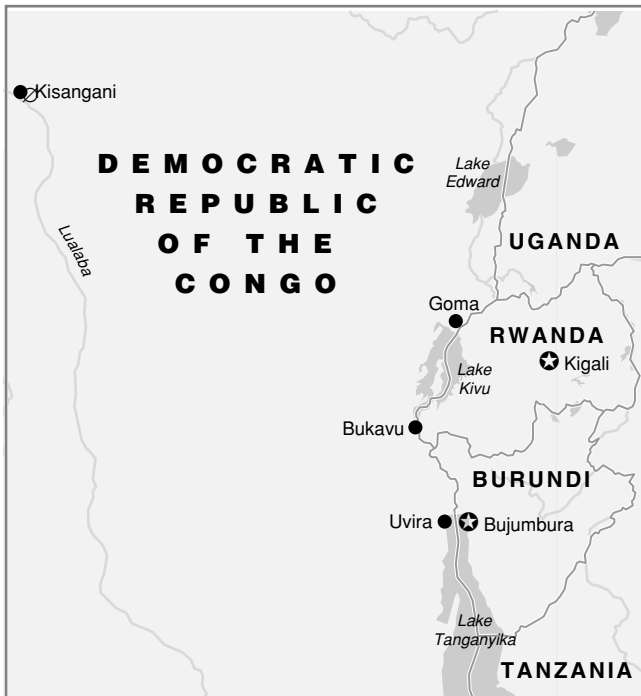 Kisangani
DEMOCRATIC
REPUBLIC
OF THE
CONGO
Lake
Edward
Lualaba
UGANDA
Goma
RWANDA
Kigali
Lake
Kivu
Bukavu
BURUNDI
Uvira
Bujumbura
Lake
Tanganyika
TANZANIA